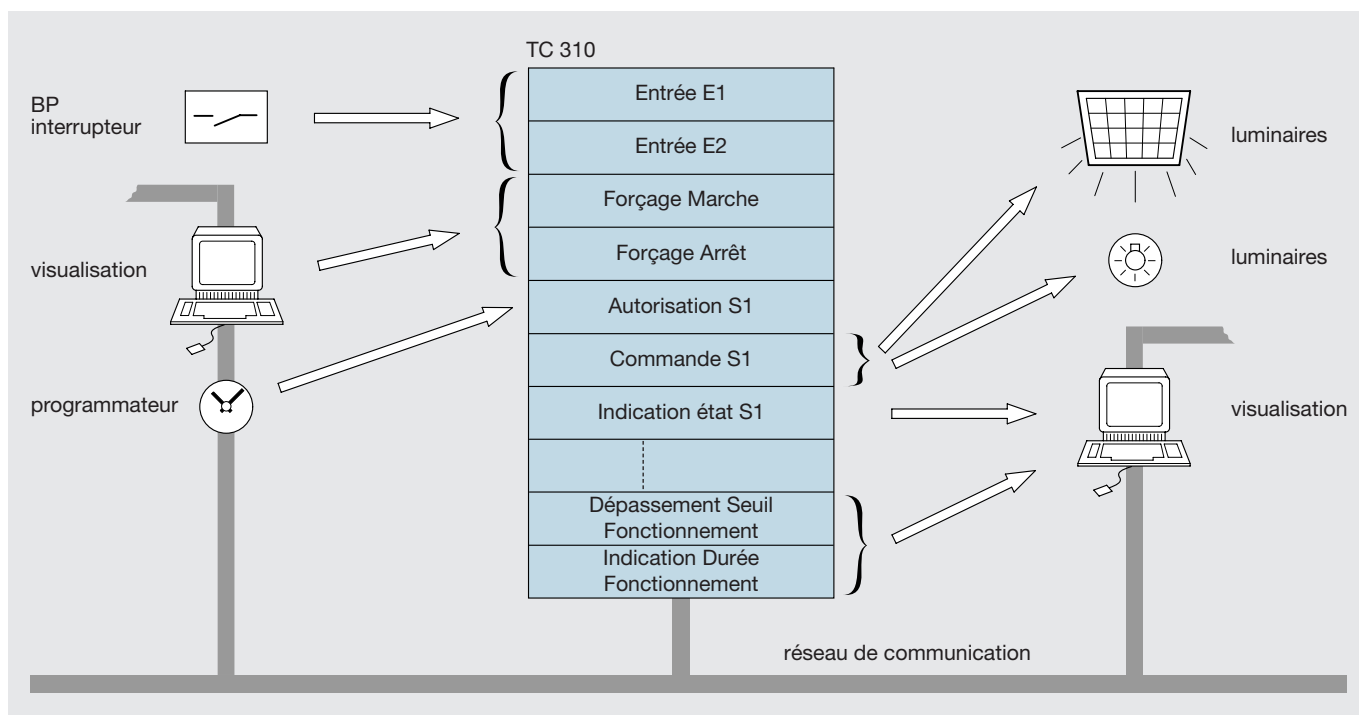 TC 310
BP
interrupteur
visualisation
programmateur
Entrée E1
Entrée E2
Forçage Marche
Forçage Arrêt
Autorisation S1
Commande S1
Indication état S1
Dépassement Seuil
Fonctionnement
Indication Durée
Fonctionnement
luminaires
luminaires
visualisation
réseau de communication